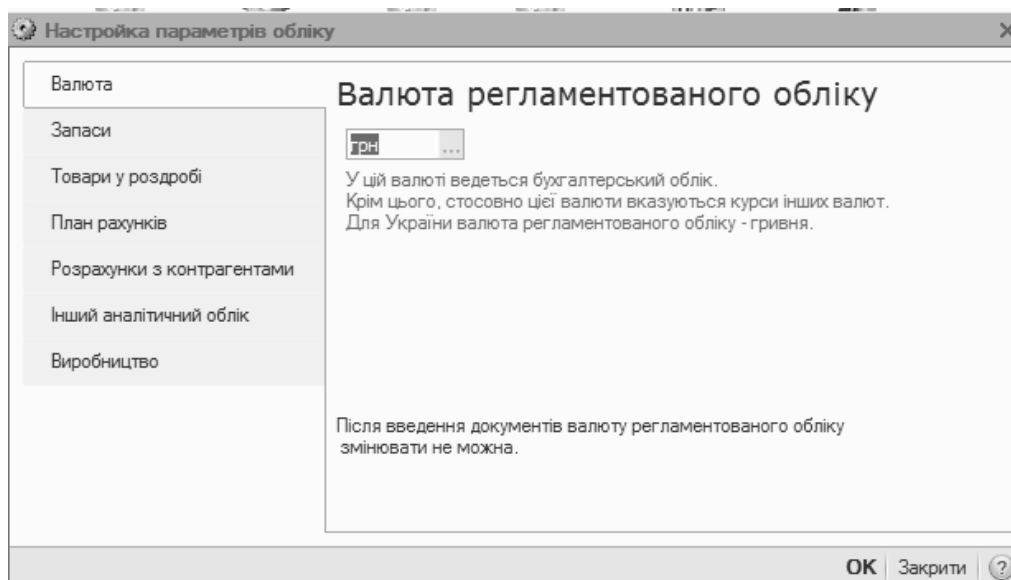 Настройка параметрів обліку
Валюта
Запаси
Товари у роздробі
План рахунків
Розрахунки з контрагентами
Інший аналітичний облік
Виробництво
Валюта регламентованого обліку
грн ...
У цій валюті ведеться бухгалтерський облік.
Крім цього, стосовно цієї валюти вказуються курси інших валют.
Для України валюта регламентованого обліку - гривня.
Після введення документів валюту регламентованого обліку
змінювати не можна.
OK Закрити ?